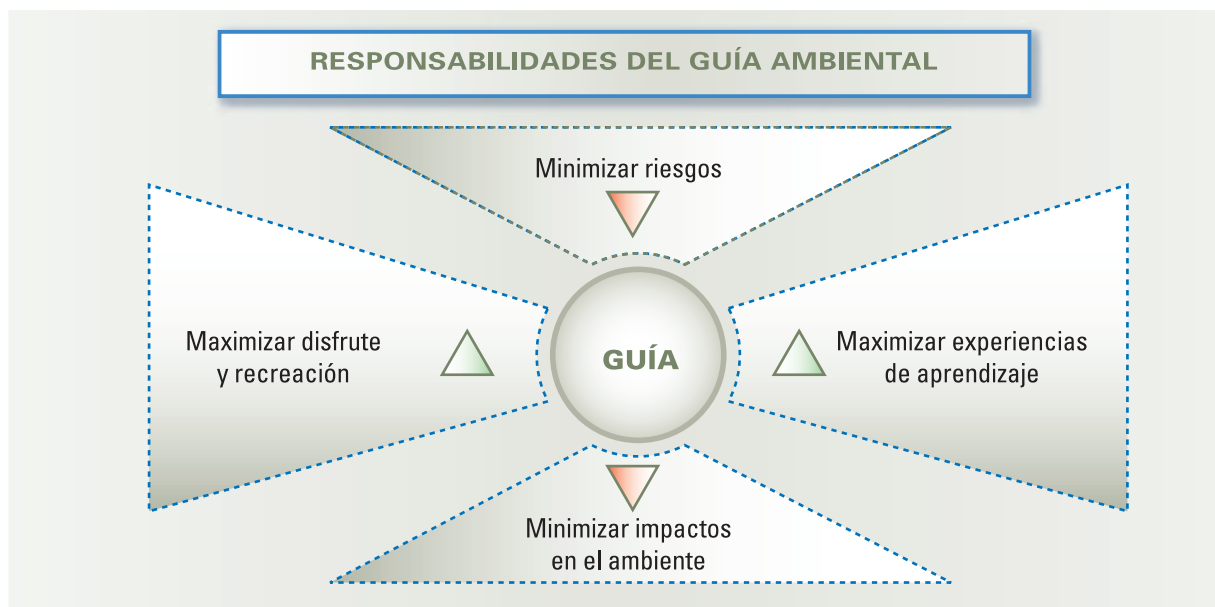 RESPONSABILIDADES DEL GUÍA AMBIENTAL
Minimizar riesgos
Maximizar disfrute
y recreación
GUÍA
Maximizar experiencias
de aprendizaje
Minimizar impactos
en el ambiente